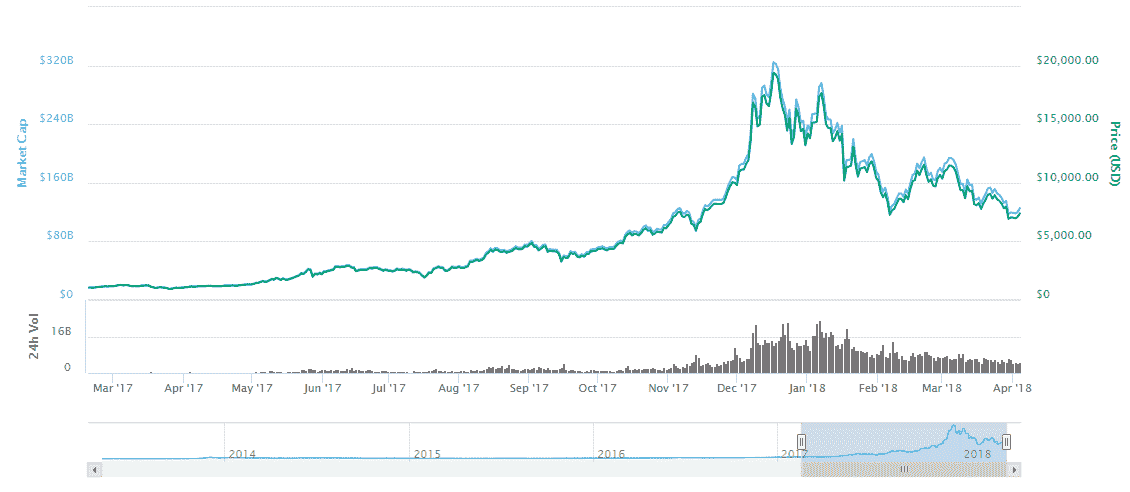 $320B
$20,000.00
$240B
$15,000.00
Market Cap
Price (USD)
$160B
$10,000.00
$80B
$5,000.00
$0
$0
24h Vol
16B
0
Mar '17
Apr '17
May '17
Jun '17
Jul '17
Aug '17
Sep '17
Oct '17
Nov '17
Dec '17
Jan '18
Feb '18
Mar '18
Apr '18
2014
2015
2016
2017
2018